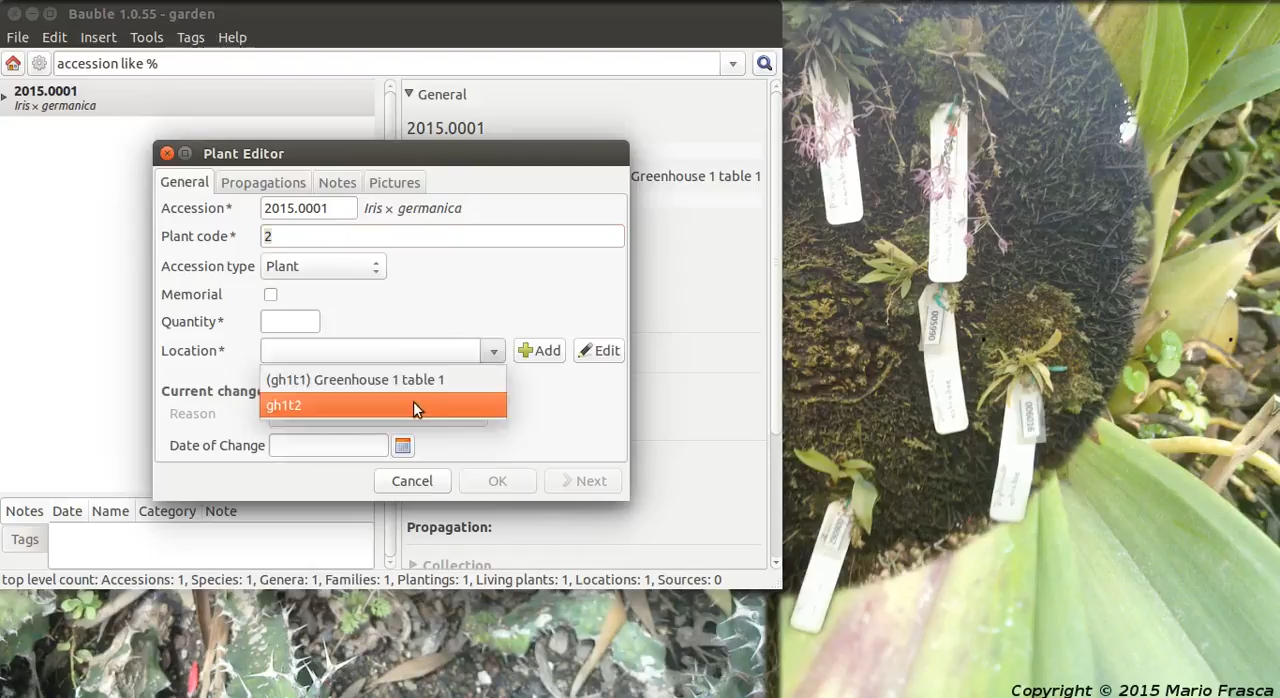 Bauble 1.0.55 - garden
File Edit Insert Tools Tags Help
accession like %
2015.0001
Iris × germanica
General
2015.0001
Greenhouse 1 table 1
Plant Editor
General Propagations Notes Pictures
Accession* 2015.0001 Iris × germanica
Plant code* 2
Accession type Plant
Memorial
Quantity*
Location* Add Edit
(gh1t1) Greenhouse 1 table 1
gh1t2
Current change
Reason
Date of Change
Cancel OK Next
Notes Date Name Category Note
Tags
Propagation:
Collection
top level count: Accessions: 1, Species: 1, Genera: 1, Families: 1, Plantings: 1, Living plants: 1, Locations: 1, Sources: 0
005990
006016
Copyright © 2015 Mario Frasca